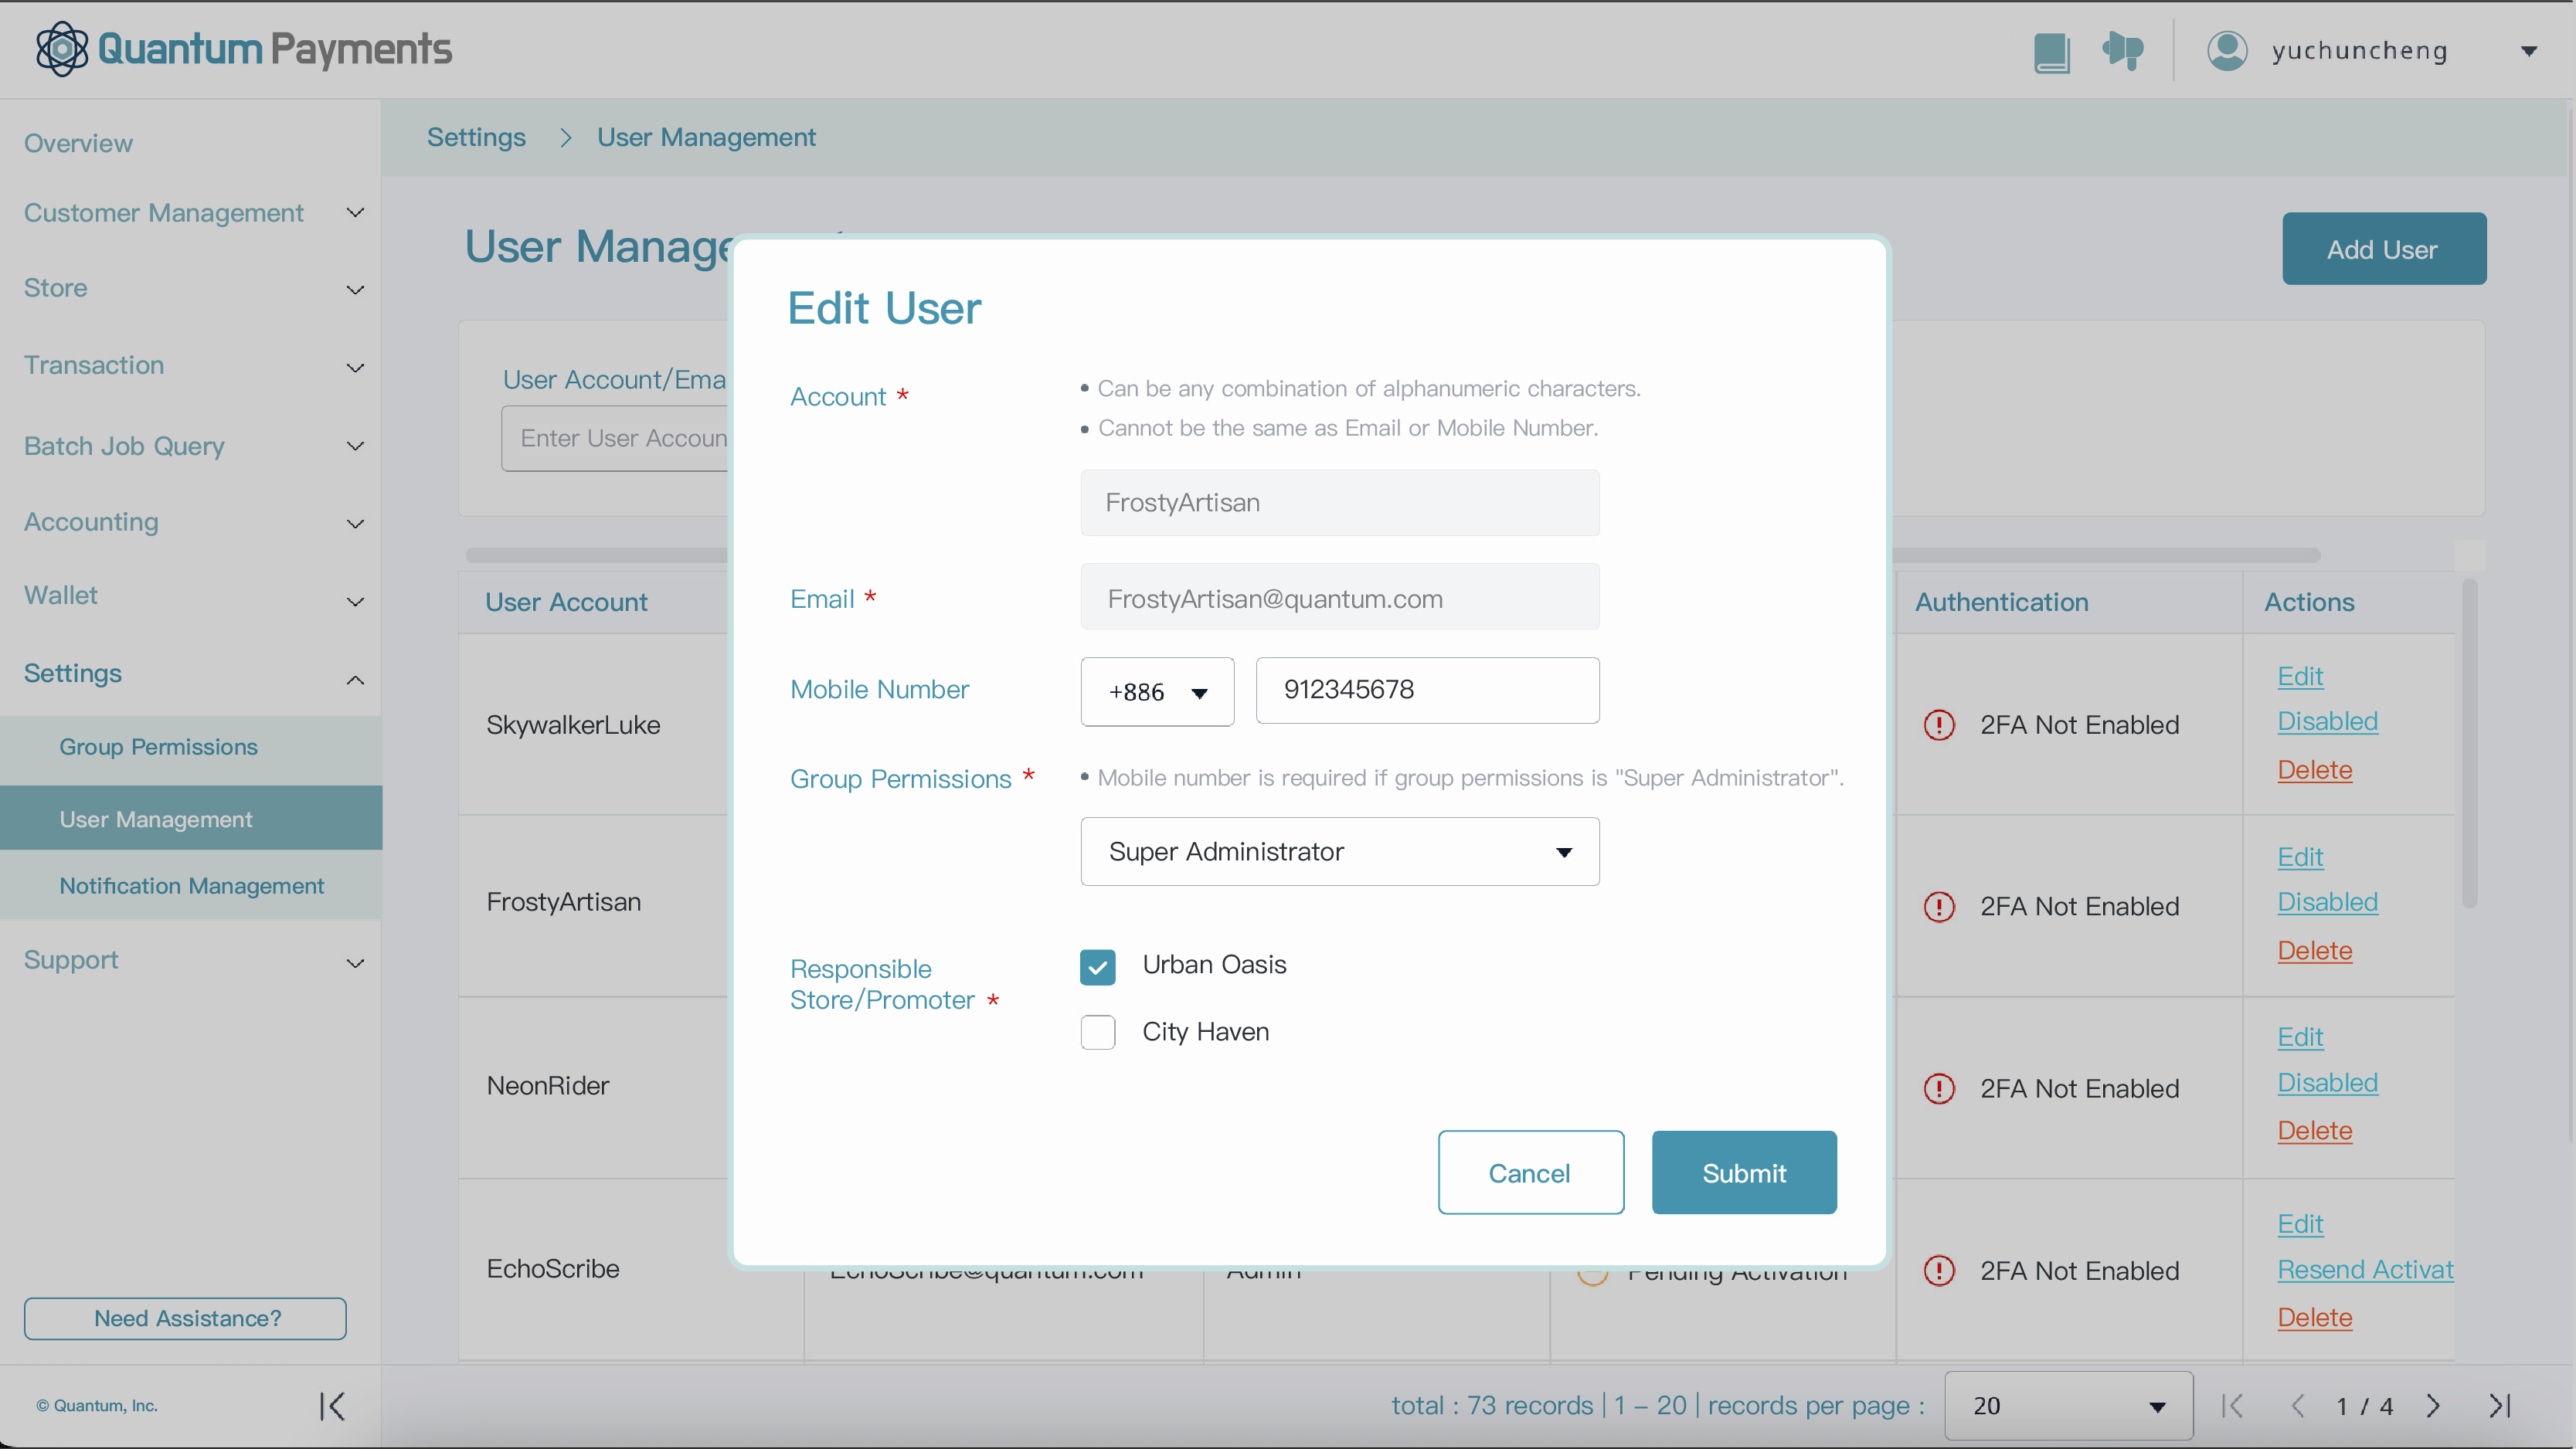 Quantum Payments
yuchuncheng
Overview
Customer Management
Store
Transaction
Batch Job Query
Accounting
Wallet
Settings
Group Permissions
User Management
Notification Management
Support
Need Assistance?
© Quantum, Inc.
Settings > User Management
User Manage
Add User
User Account/Ema
Enter User Accoun
User Account
Authentication
Actions
SkywalkerLuke
2FA Not Enabled
Edit
Disabled
Delete
FrostyArtisan
2FA Not Enabled
Edit
Disabled
Delete
NeonRider
2FA Not Enabled
Edit
Disabled
Delete
EchoScribe
EchoScribe@quantum.com
Admin
Pending Activation
2FA Not Enabled
Edit
Resend Activat
Delete
Edit User
Account *
• Can be any combination of alphanumeric characters.
• Cannot be the same as Email or Mobile Number.
FrostyArtisan
Email *
FrostyArtisan@quantum.com
Mobile Number
+886
912345678
Group Permissions *
• Mobile number is required if group permissions is "Super Administrator".
Super Administrator
Responsible
Store/Promoter *
Urban Oasis
City Haven
Cancel
Submit
total : 73 records | 1 – 20 | records per page :
20
1 / 4